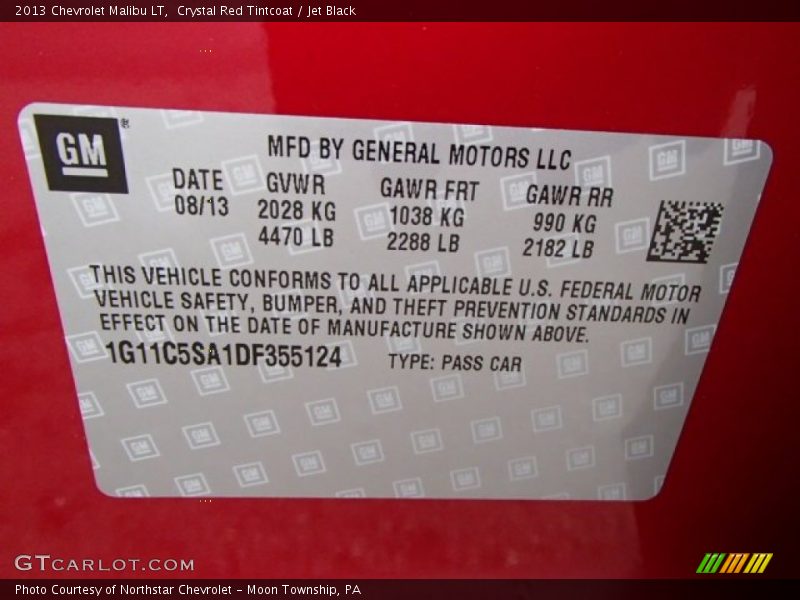 2013 Chevrolet Malibu LT,  Crystal Red Tintcoat / Jet Black
GM®
MFD BY GENERAL MOTORS LLC
DATE GVWR GAWR FRT GAWR RR
08/13 2028 KG 1038 KG 990 KG
4470 LB 2288 LB 2182 LB
THIS VEHICLE CONFORMS TO ALL APPLICABLE U.S. FEDERAL MOTOR
VEHICLE SAFETY, BUMPER, AND THEFT PREVENTION STANDARDS IN
EFFECT ON THE DATE OF MANUFACTURE SHOWN ABOVE.
1G11C5SA1DF355124 TYPE: PASS CAR
GTCARLOT.COM
Photo Courtesy of Northstar Chevrolet - Moon Township, PA